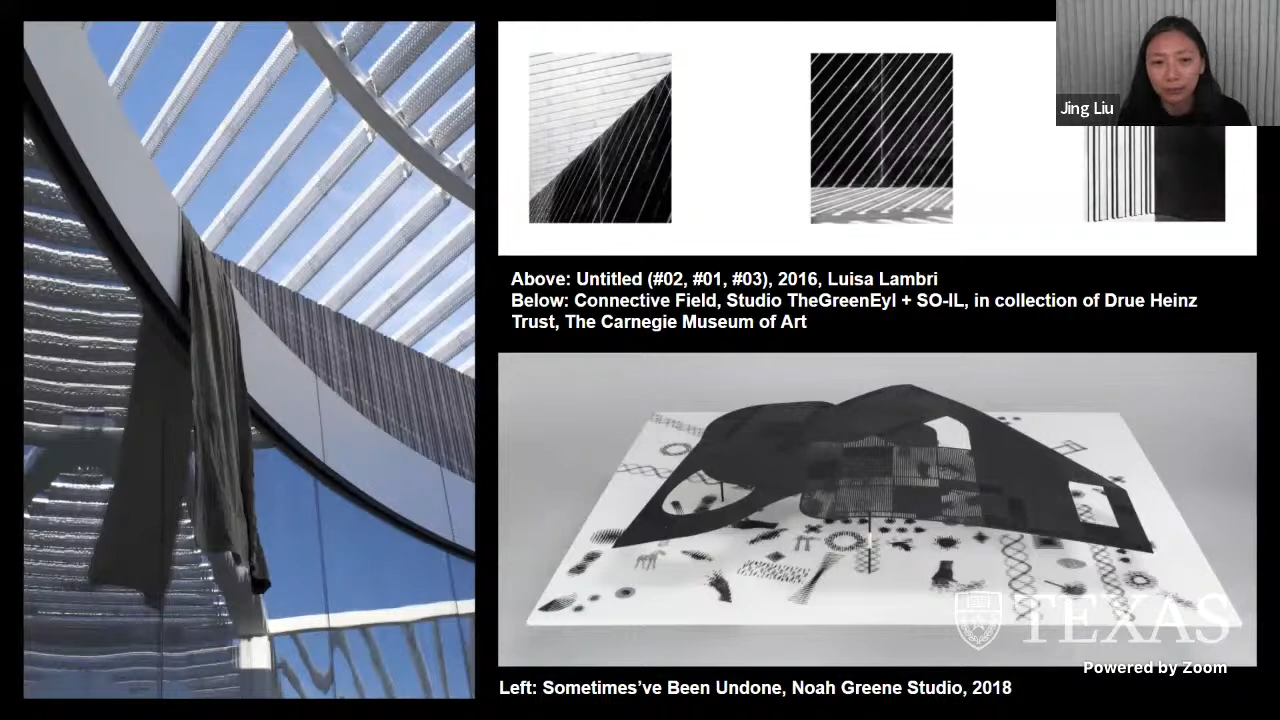 Jing Liu
Above: Untitled (#02, #01, #03), 2016, Luisa Lambri
Below: Connective Field, Studio TheGreenEyl + SO-IL, in collection of Drue Heinz
Trust, The Carnegie Museum of Art
TEXAS
Powered by Zoom
Left: Sometimes've Been Undone, Noah Greene Studio, 2018